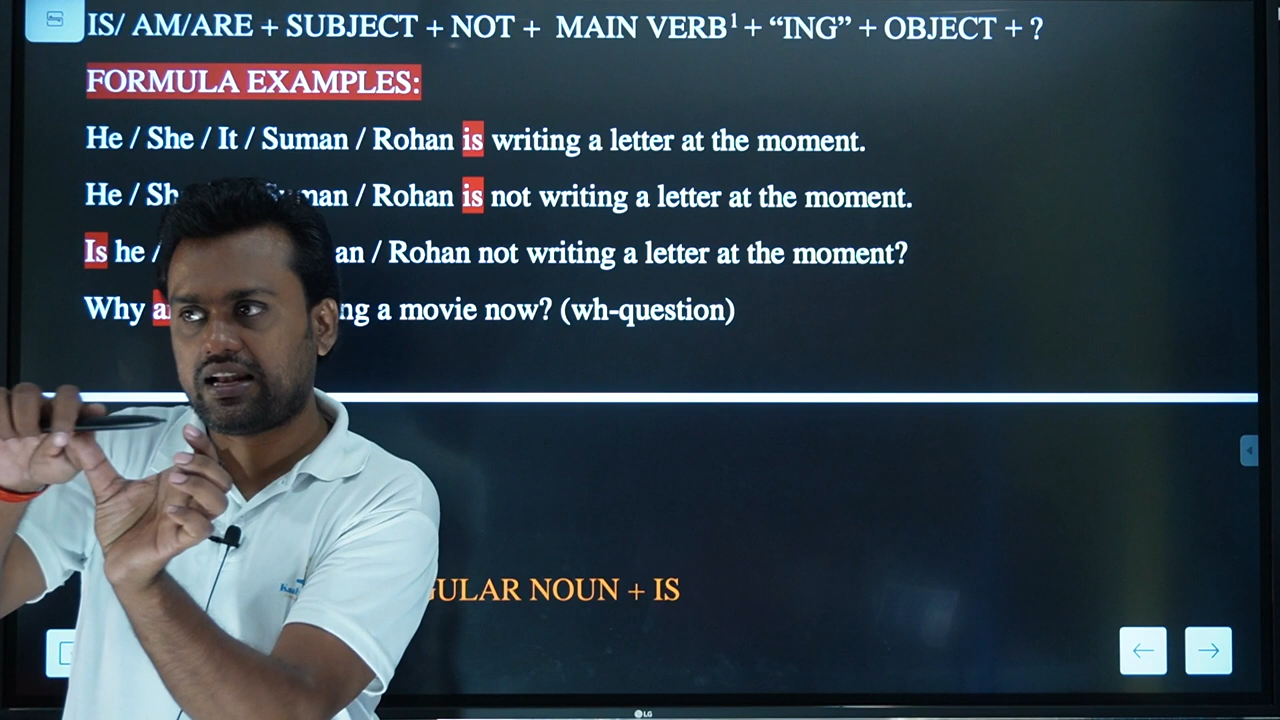 IS/ AM/ARE + SUBJECT + NOT + MAIN VERB¹ + “ING” + OBJECT + ?
FORMULA EXAMPLES:
He / She / It / Suman / Rohan is writing a letter at the moment.
He / Sh man / Rohan is not writing a letter at the moment.
Is he / an / Rohan not writing a letter at the moment?
Why a ng a movie now? (wh-question)
GULAR NOUN + IS
LG